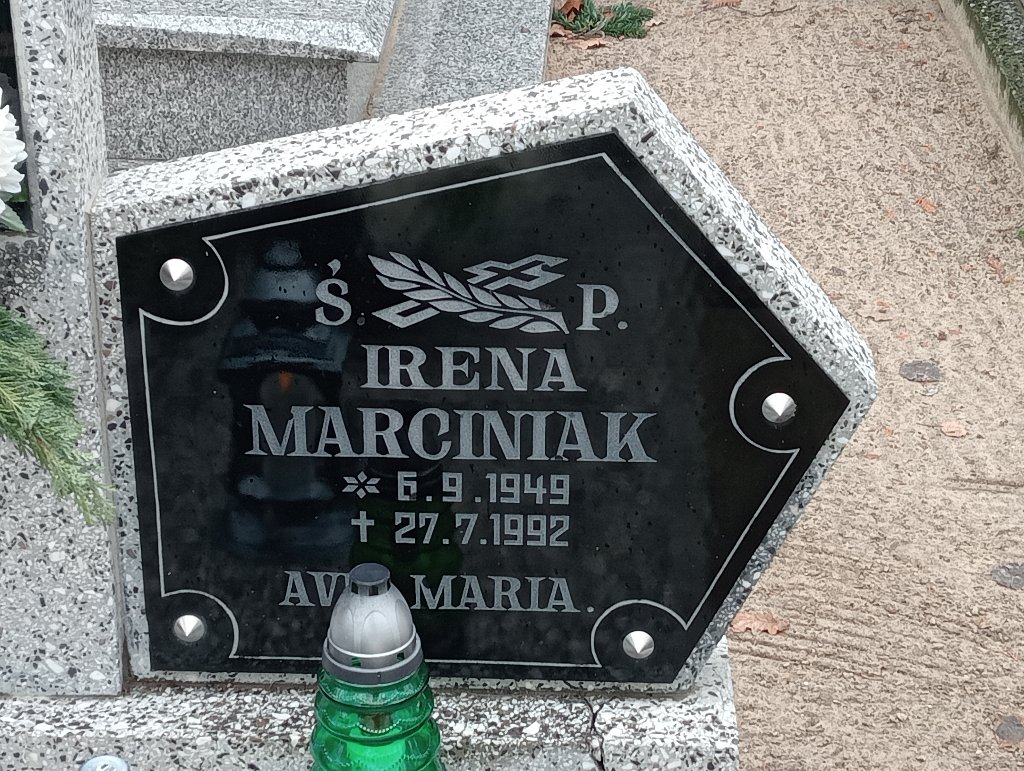 Ś. P.
IRENA
MARCINIAK
* 6.9.1949
† 27.7.1992
MARIA.